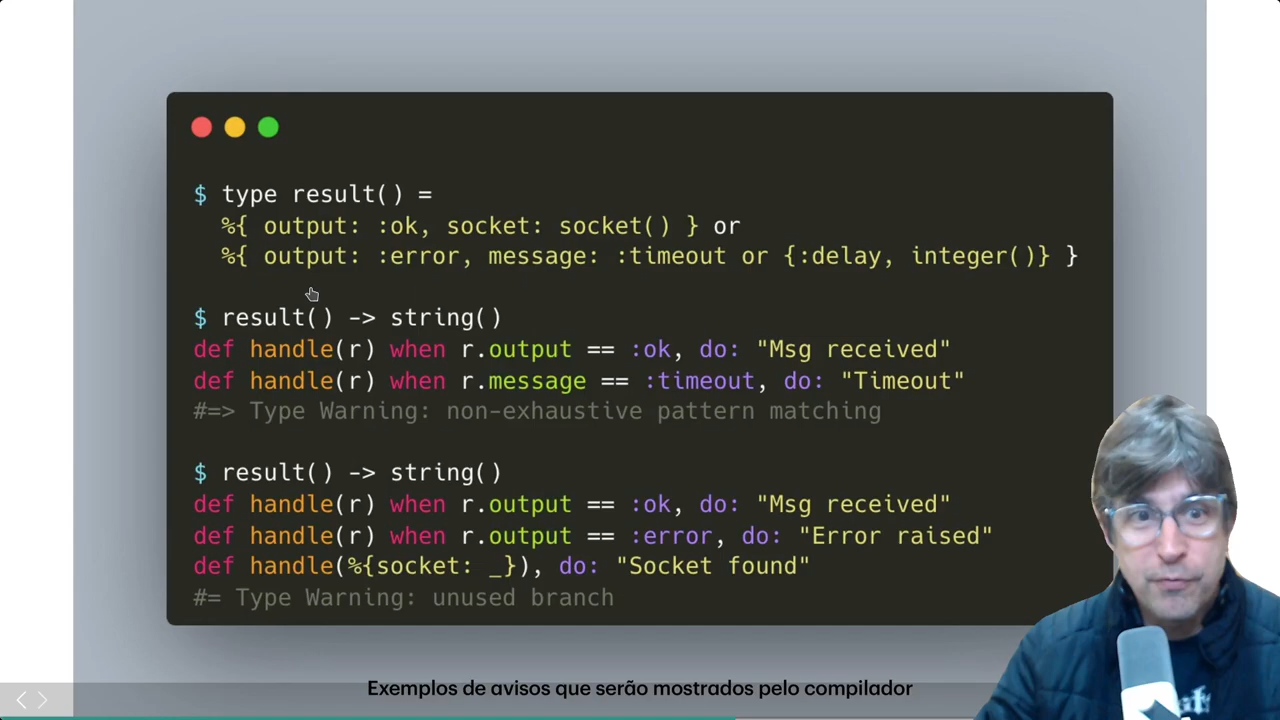 $ type result() =
%{ output: :ok, socket: socket() } or
%{ output: :error, message: :timeout or {:delay, integer()} }
$ result() -> string()
def handle(r) when r.output == :ok, do: "Msg received"
def handle(r) when r.message == :timeout, do: "Timeout"
#=> Type Warning: non-exhaustive pattern matching
$ result() -> string()
def handle(r) when r.output == :ok, do: "Msg received"
def handle(r) when r.output == :error, do: "Error raised"
def handle(%{socket: _}), do: "Socket found"
#= Type Warning: unused branch
Exemplos de avisos que serão mostrados pelo compilador